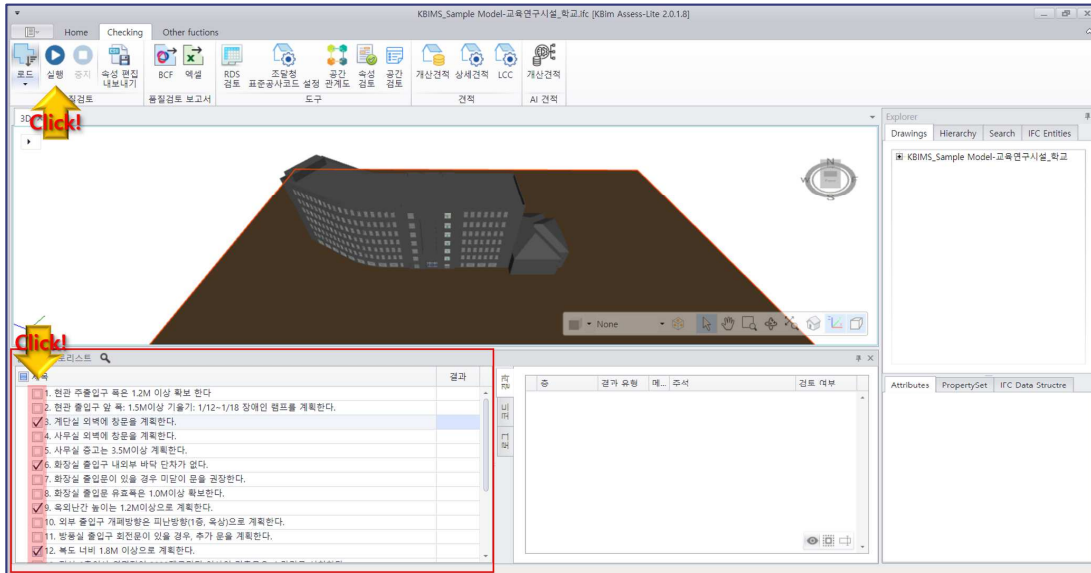 KBIMS_Sample Model-교육연구시설_학교.ifc [KBim Assess-Lite 2.0.1.8]
Home Checking Other fuctions
로드 실행 중지 속성 편집 내보내기 BCF 엑셀 RDS 검토 조달청 표준공사코드 설정 공간 관계도 속성 검토 공간 검토 개산견적 상세견적 LCC 개산견적
질검토 품질검토 보고서 도구 견적 AI 견적
Click!
3D
Explorer
Drawings Hierarchy Search IFC Entities
KBIMS_Sample Model-교육연구시설_학교
N
W
S
None
Click!
토리스트
결과
1. 현관 주출입구 폭은 1.2M 이상 확보 한다
2. 현관 출입구 앞 폭: 1.5M이상 기울기: 1/12~1/18 장애인 램프를 계획한다.
3. 계단실 외벽에 창문을 계획한다.
4. 사무실 외벽에 창문을 계획한다.
5. 사무실 층고는 3.5M이상 계획한다.
6. 화장실 출입구 내외부 바닥 단차가 없다.
7. 화장실 출입문이 있을 경우 미닫이 문을 권장한다.
8. 화장실 출입문 유효폭은 1.0M이상 확보한다.
9. 옥외난간 높이는 1.2M이상으로 계획한다.
10. 외부 출입구 개폐방향은 피난방향(1층, 옥상)으로 계획한다.
11. 방풍실 출입구 회전문이 있을 경우, 추가 문을 계획한다.
12. 복도 너비 1.8M 이상으로 계획한다.
층 결과 유형 메... 주석 검토 여부
Attributes PropertySet IFC Data Structre